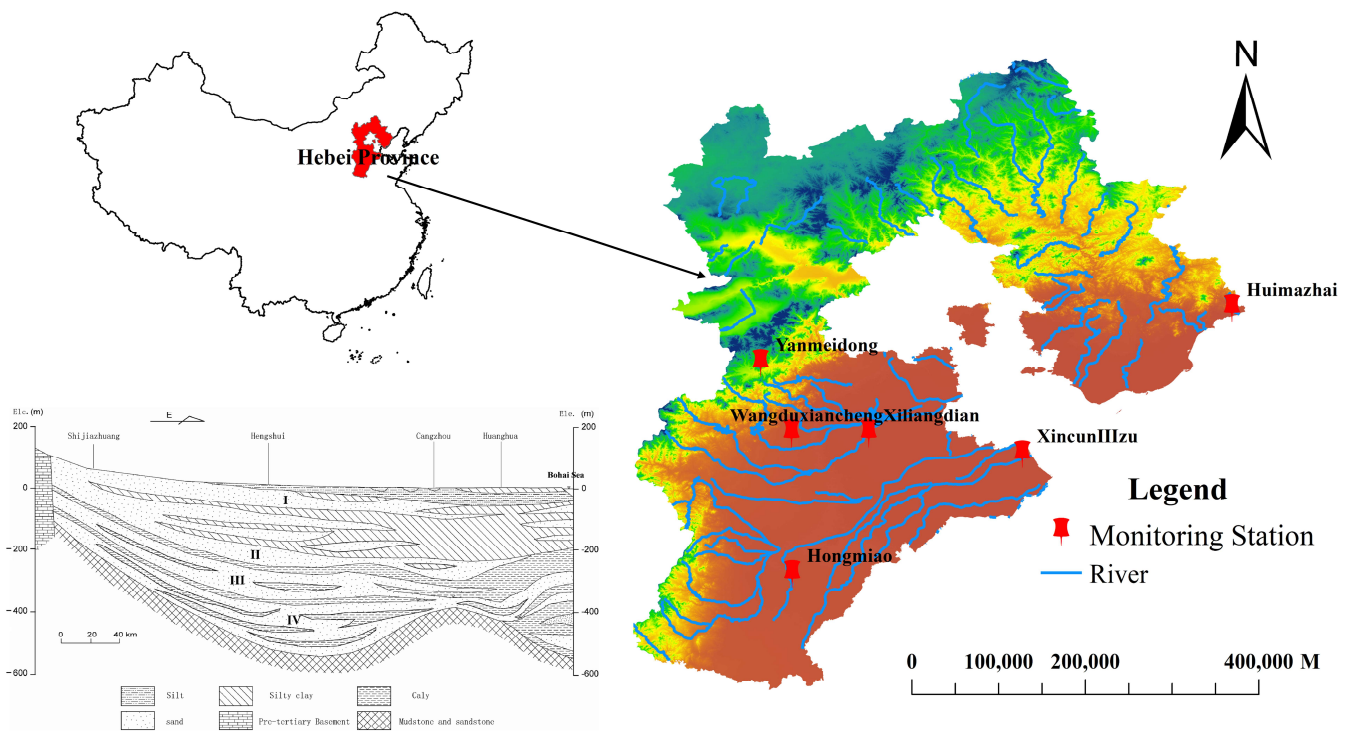 Hebei Province
N
Huimazhai
Yanmeidong
WangduxianchengXiliangdian
XincunIIIzu
Hongmiao
Legend
Monitoring Station
River
0 100,000 200,000 400,000 M
Elc. (m) E Ele. (m)
200 Shijiazhuang Hengshui Cangzhou Huanghua 200
Bohai Sea
0 I 0
-200 II -200
III
-400 IV -400
0 20 40 km
-600 -600
Silt Silty clay Caly
sand Pre-tertiary Basement Mudstone and sandstone